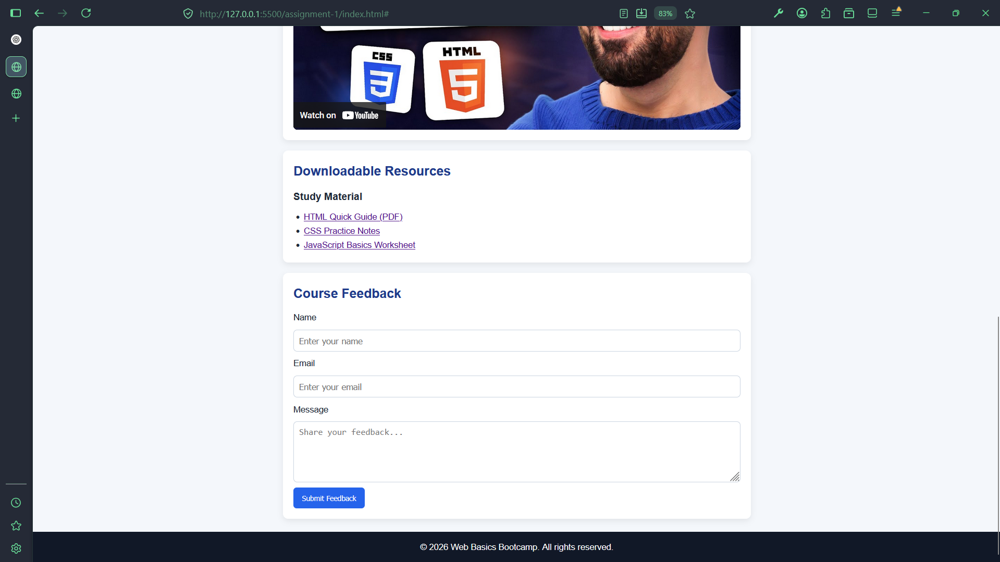 http://127.0.0.1:5500/assignment-1/index.html#
83%
CSS
HTML
Watch on YouTube
Downloadable Resources
Study Material
HTML Quick Guide (PDF)
CSS Practice Notes
JavaScript Basics Worksheet
Course Feedback
Name
Enter your name
Email
Enter your email
Message
Share your feedback...
Submit Feedback
© 2026 Web Basics Bootcamp. All rights reserved.